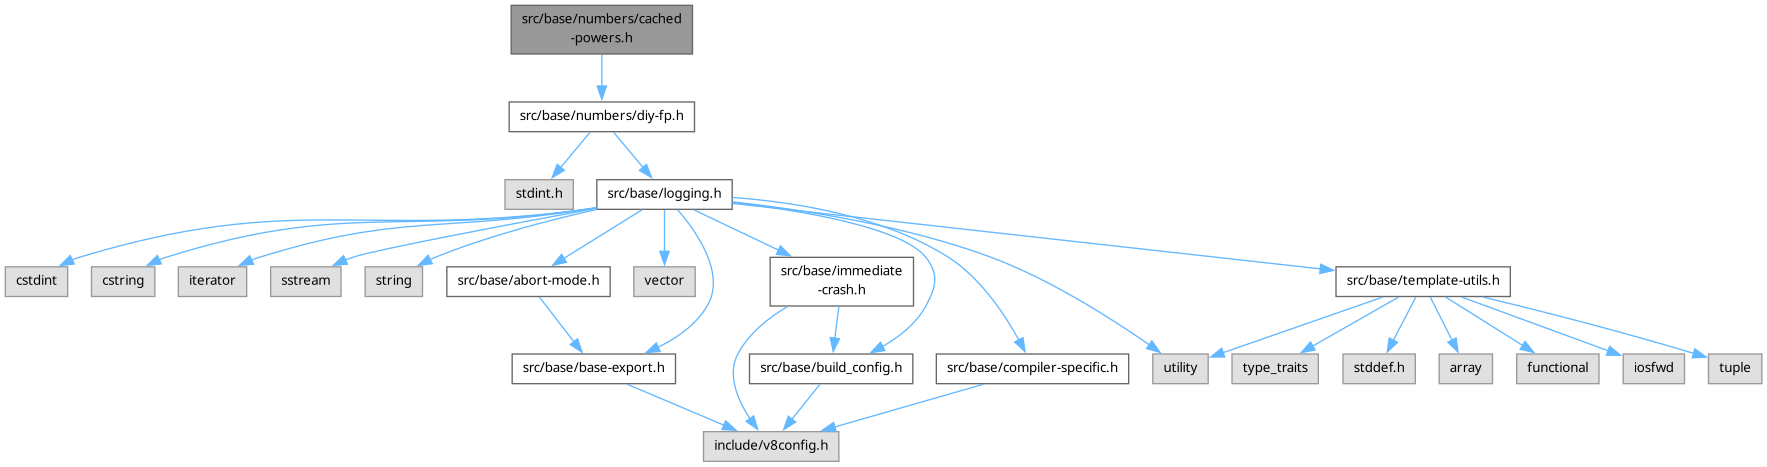 src/base/numbers/cached
-powers.h
src/base/numbers/diy-fp.h
stdint.h
src/base/logging.h
cstdint
cstring
iterator
sstream
string
src/base/abort-mode.h
vector
src/base/immediate
-crash.h
src/base/template-utils.h
src/base/base-export.h
src/base/build_config.h
src/base/compiler-specific.h
utility
type_traits
stddef.h
array
functional
iosfwd
tuple
include/v8config.h